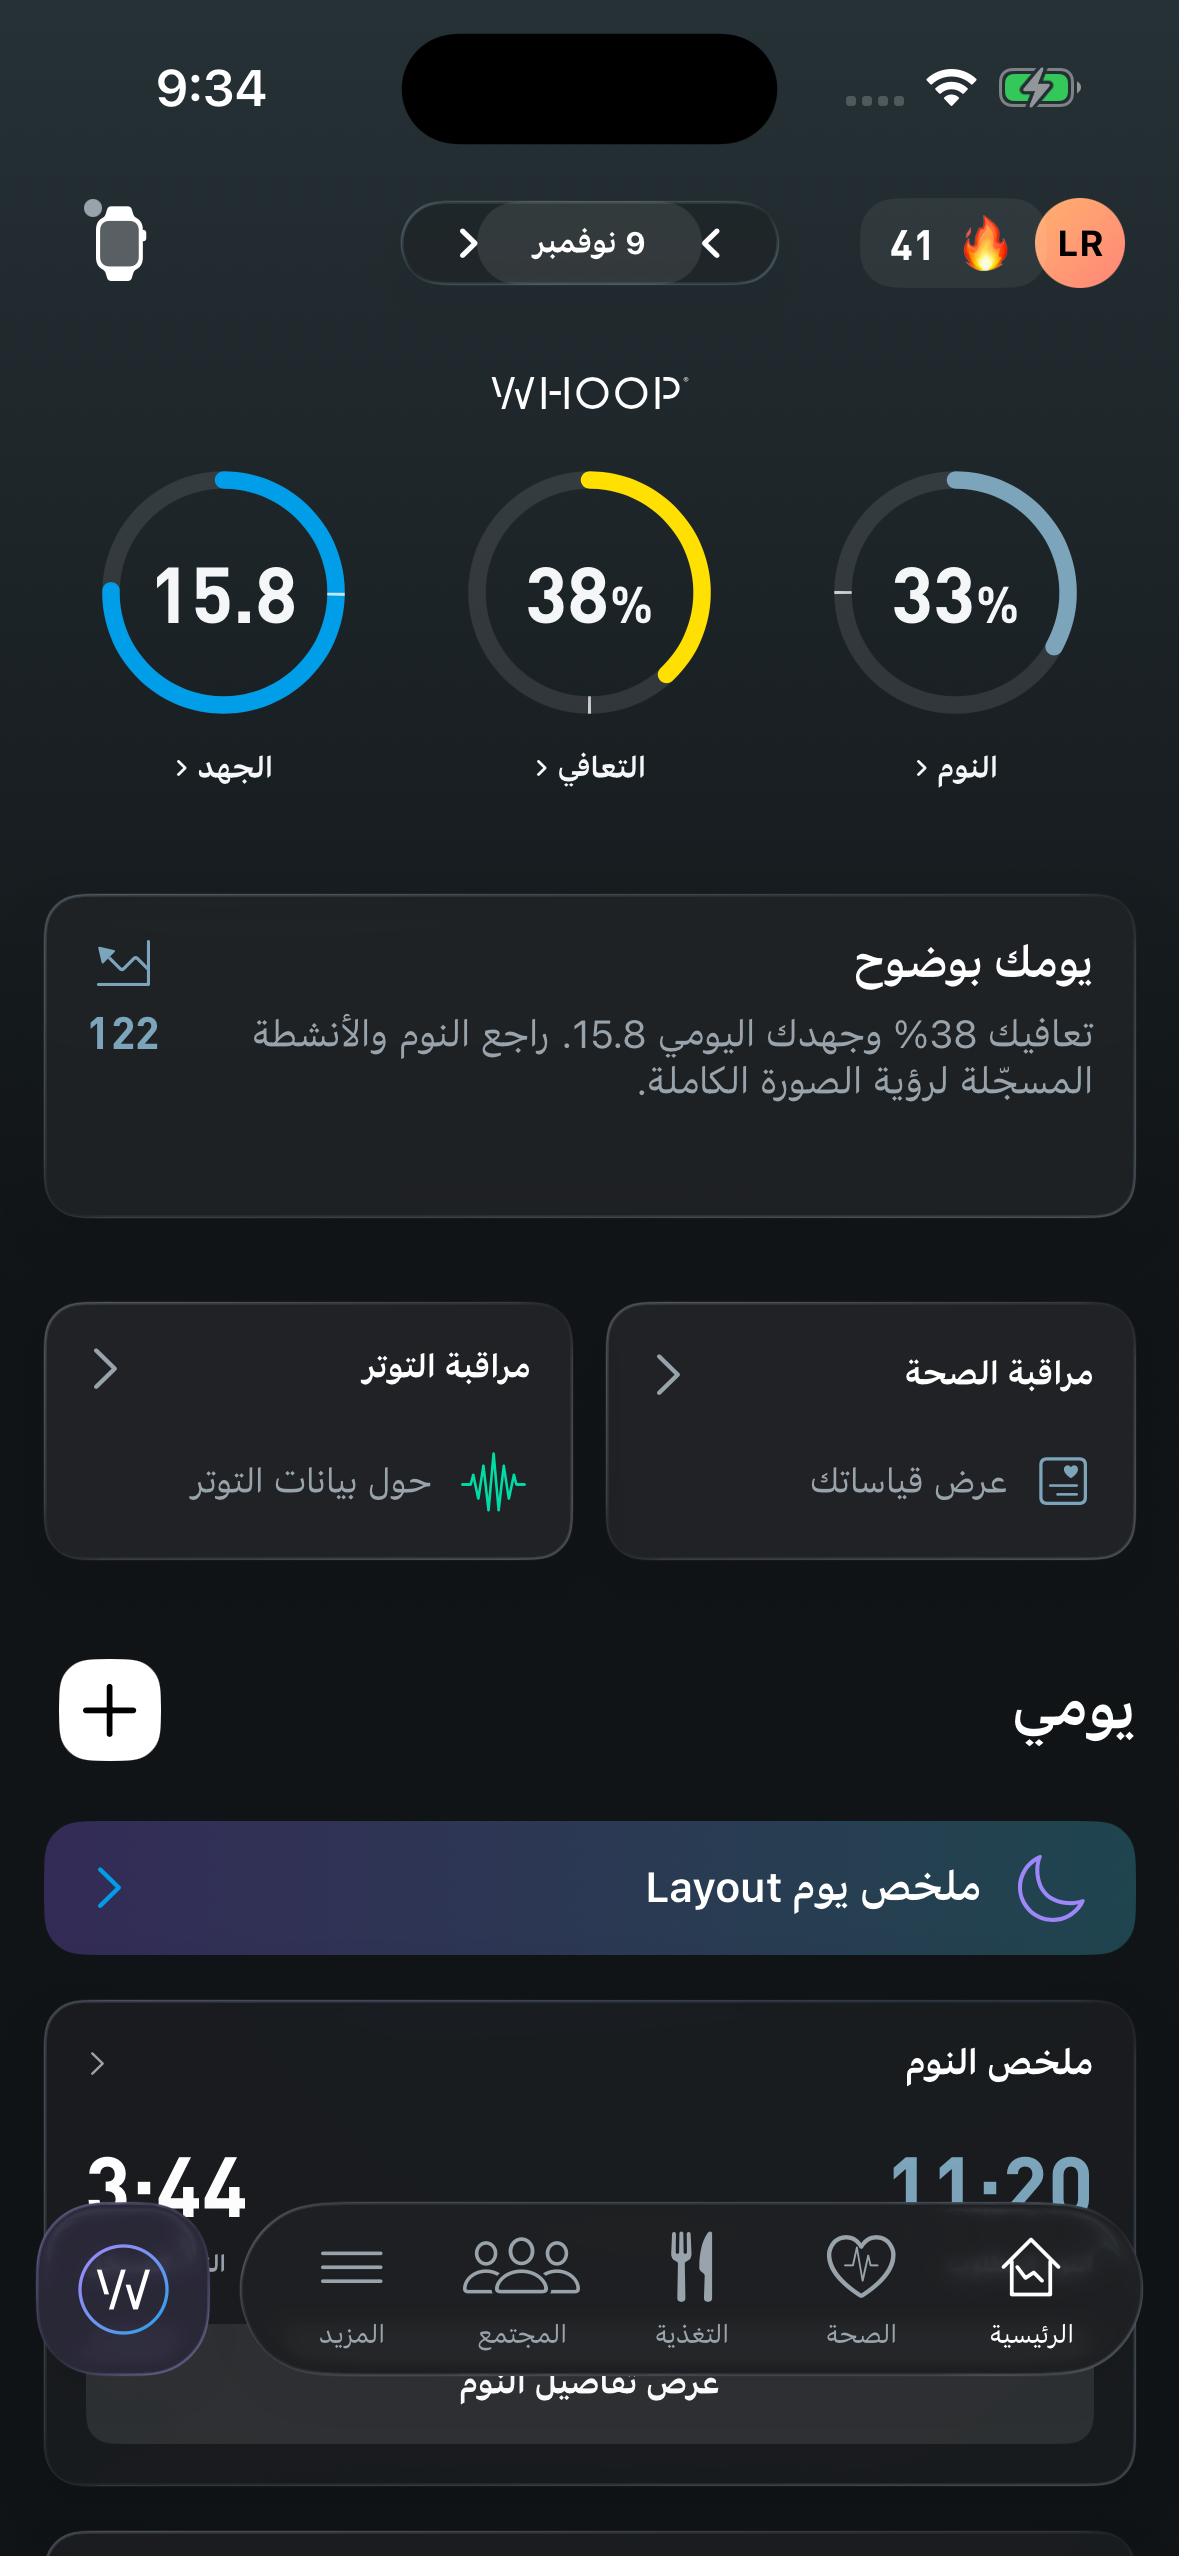 9:34
LR
41
9 نوفمبر
WHOOP
33%
38%
15.8
النوم
التعافي
الجهد
يومك بوضوح
122
تعافيك 38% وجهدك اليومي 15.8. راجع النوم والأنشطة
المسجّلة لرؤية الصورة الكاملة.
مراقبة الصحة
عرض قياساتك
مراقبة التوتر
حول بيانات التوتر
يومي
ملخص يوم Layout
ملخص النوم
11:20
3:44
الرئيسية
الصحة
التغذية
المجتمع
المزيد
عرض تفاصيل النوم